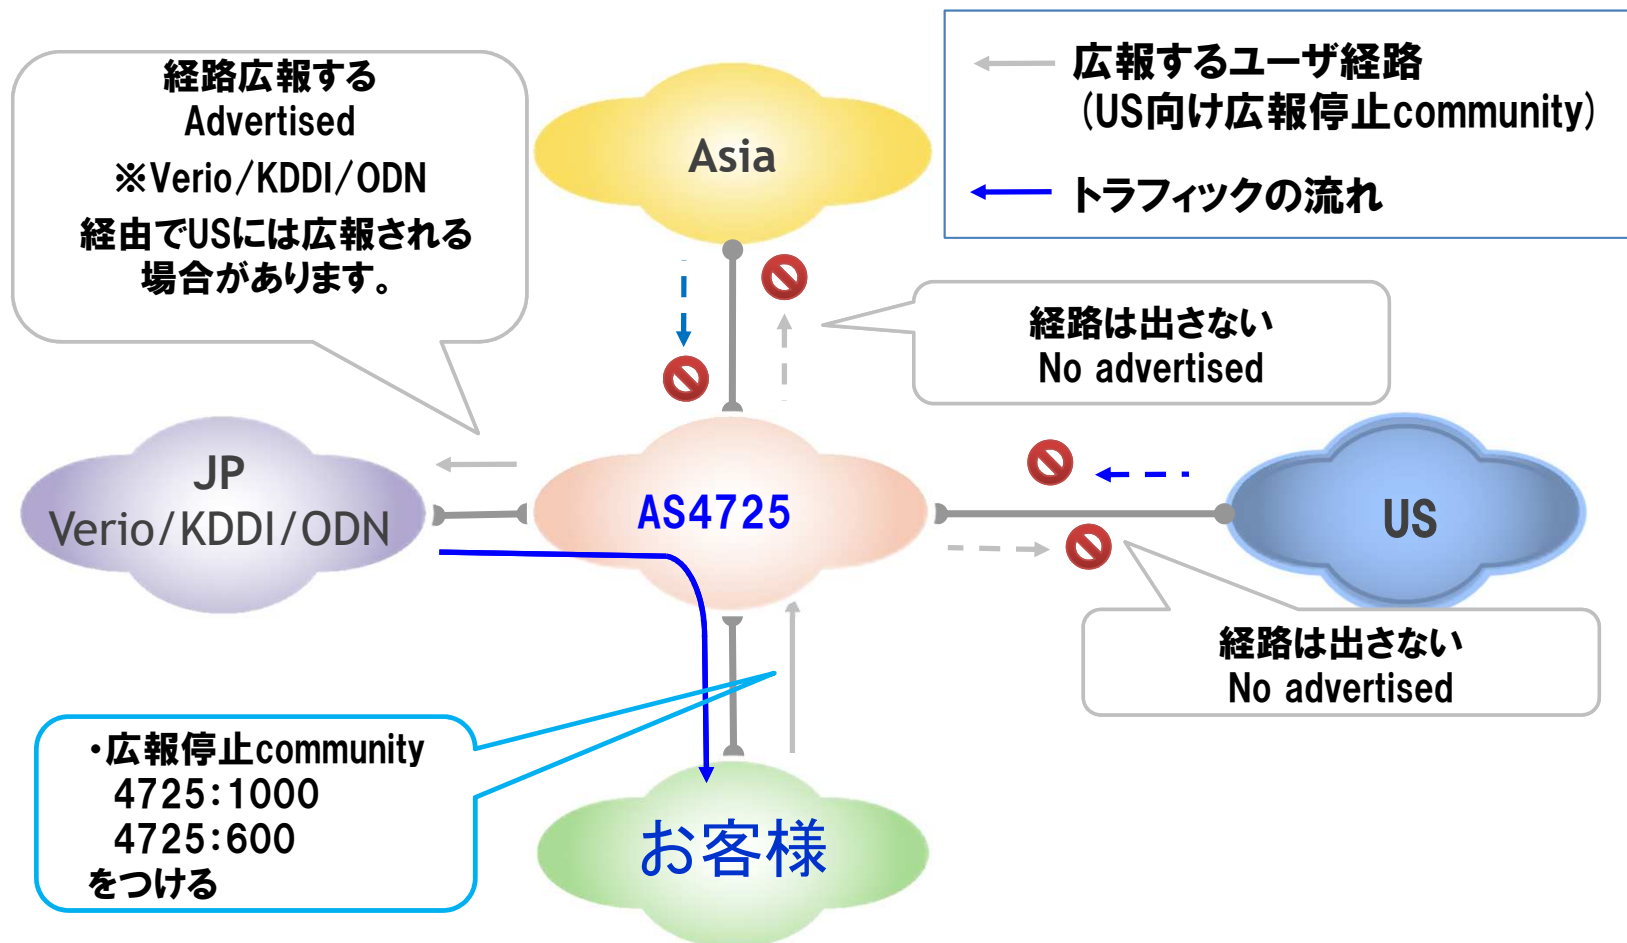 経路広報する
Advertised
※Verio/KDDI/ODN
経由でUSには広報される
場合があります。
Asia
広報するユーザ経路
(US向け広報停止community)
トラフィックの流れ
経路は出さない
No advertised
JP
Verio/KDDI/ODN
AS4725
US
経路は出さない
No advertised
・広報停止community
4725：1000
4725：600
をつける
お客様